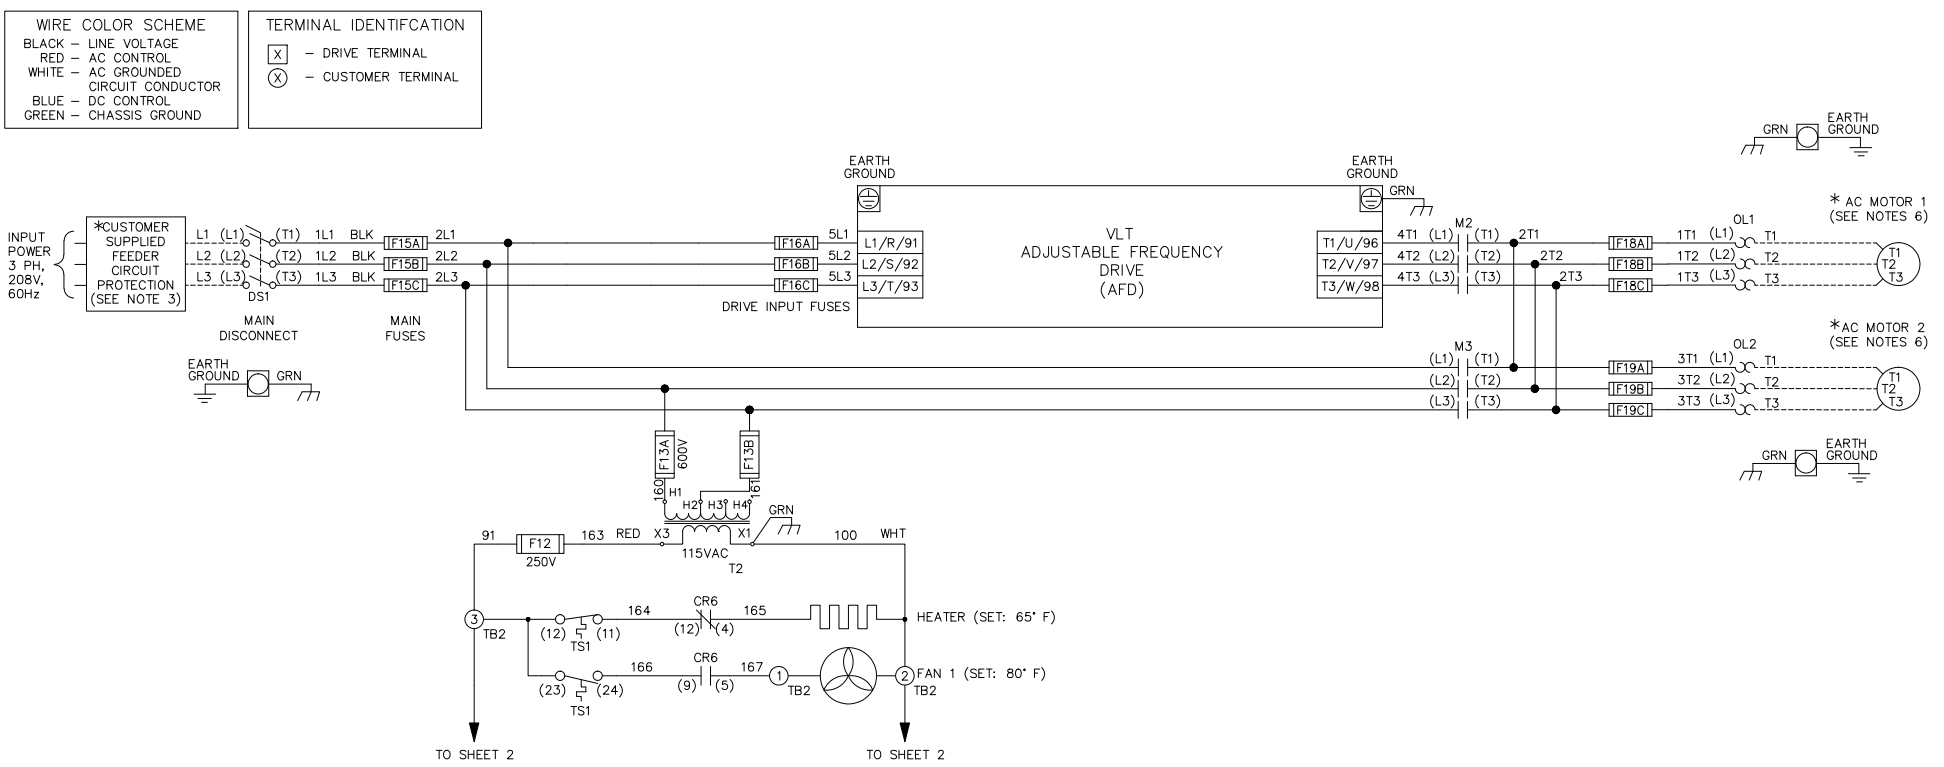 WIRE COLOR SCHEME
BLACK – LINE VOLTAGE
RED – AC CONTROL
WHITE – AC GROUNDED
CIRCUIT CONDUCTOR
BLUE – DC CONTROL
GREEN – CHASSIS GROUND
TERMINAL IDENTIFCATION
X – DRIVE TERMINAL
X – CUSTOMER TERMINAL
INPUT
POWER
3 PH,
208V,
60Hz
*CUSTOMER
SUPPLIED
FEEDER
CIRCUIT
PROTECTION
(SEE NOTE 3)
L1 (L1) (T1) 1L1 BLK F15A 2L1
L2 (L2) (T2) 1L2 BLK F15B 2L2
L3 (L3) (T3) 1L3 BLK F15C 2L3
DS1
MAIN
DISCONNECT
MAIN
FUSES
EARTH
GROUND
GRN
F16A 5L1 L1/R/91
F16B 5L2 L2/S/92
F16C 5L3 L3/T/93
DRIVE INPUT FUSES
EARTH
GROUND
VLT
ADJUSTABLE FREQUENCY
DRIVE
(AFD)
EARTH
GROUND
GRN
M2
T1/U/96 4T1 (L1) (T1) 2T1 F18A 1T1 (L1) T1
T2/V/97 4T2 (L2) (T2) 2T2 F18B 1T2 (L2) T2
T3/W/98 4T3 (L3) (T3) 2T3 F18C 1T3 (L3) T3
OL1
GRN
EARTH
GROUND
* AC MOTOR 1
(SEE NOTES 6)
T1
T2
T3
M3
(L1) (T1) F19A 3T1 (L1) T1
(L2) (T2) F19B 3T2 (L2) T2
(L3) (T3) F19C 3T3 (L3) T3
OL2
*AC MOTOR 2
(SEE NOTES 6)
T1
T2
T3
GRN
EARTH
GROUND
F13A
600V
F13B
160
161
H1
H2 H3 H4
GRN
91 F12 163 RED X3 X1 100 WHT
250V
115VAC
T2
3
TB2
164 CR6 165
(12) (11) (12) (4)
TS1
HEATER (SET: 65° F)
166 CR6 167
(23) (24) (9) (5)
TS1
1
TB2
2
TB2
FAN 1 (SET: 80° F)
TO SHEET 2
TO SHEET 2